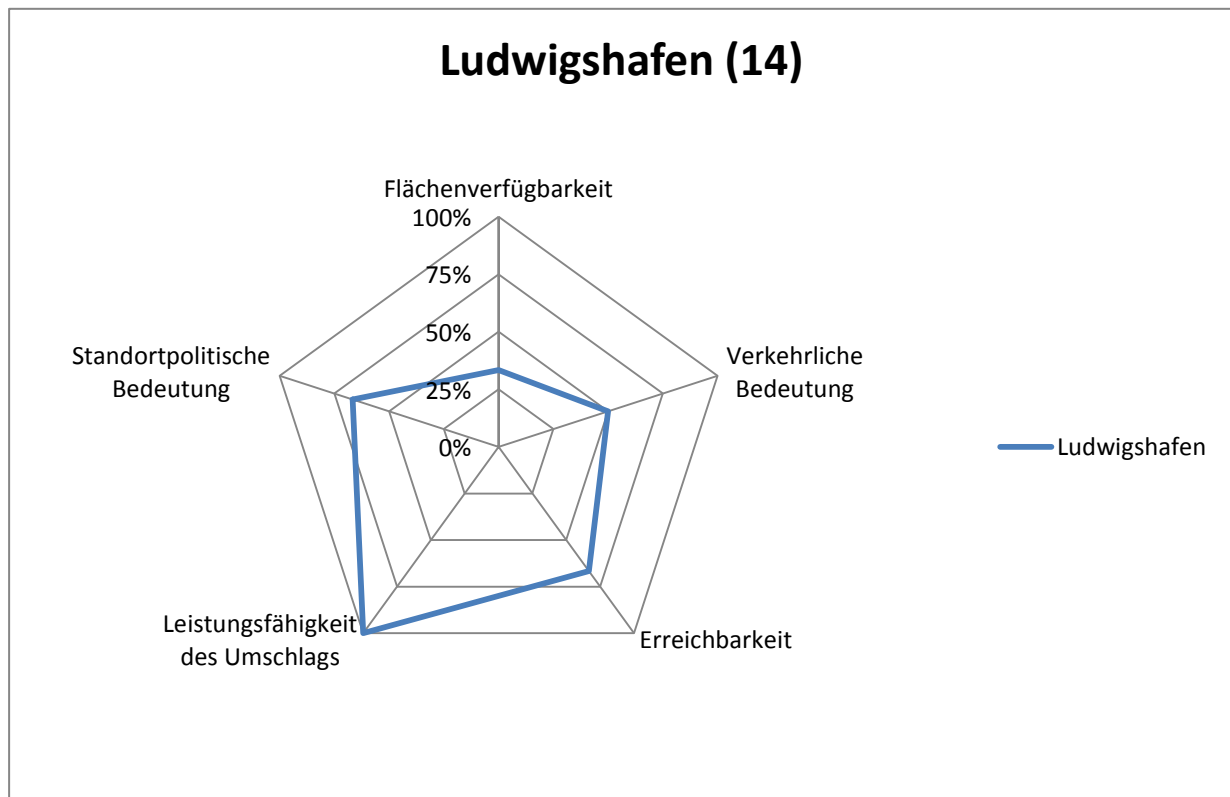 Ludwigshafen (14)
Flächenverfügbarkeit
100%
75%
50%
25%
0%
Verkehrliche
Bedeutung
Erreichbarkeit
Leistungsfähigkeit
des Umschlags
Standortpolitische
Bedeutung
Ludwigshafen